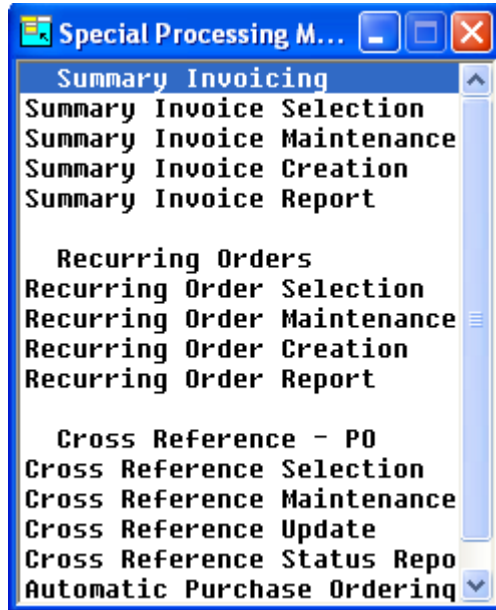 Special Processing M...
Summary Invoicing
Summary Invoice Selection
Summary Invoice Maintenance
Summary Invoice Creation
Summary Invoice Report
Recurring Orders
Recurring Order Selection
Recurring Order Maintenance
Recurring Order Creation
Recurring Order Report
Cross Reference - PO
Cross Reference Selection
Cross Reference Maintenance
Cross Reference Update
Cross Reference Status Repo
Automatic Purchase Ordering